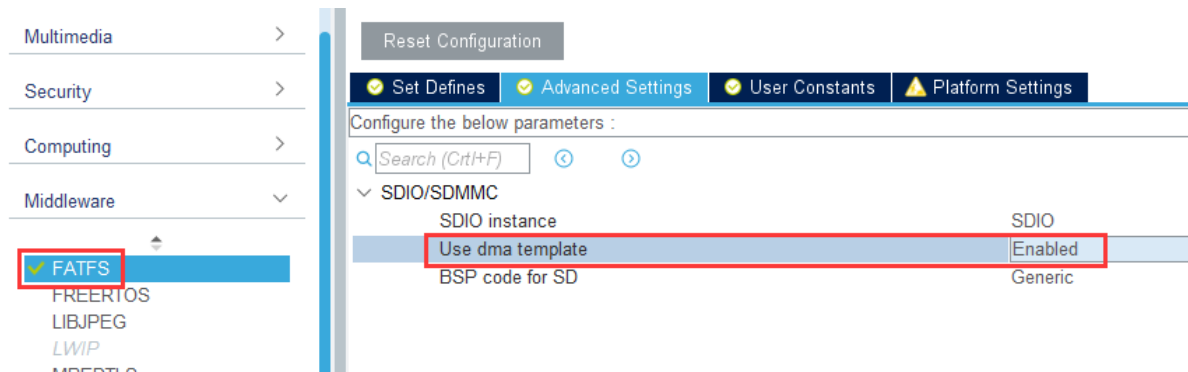 Multimedia
Security
Computing
Middleware
FATFS
FREERTOS
LIBJPEG
LWIP
Reset Configuration
Set Defines Advanced Settings User Constants Platform Settings
Configure the below parameters :
Search (Crtl+F)
SDIO/SDMMC
SDIO instance SDIO
Use dma template Enabled
BSP code for SD Generic